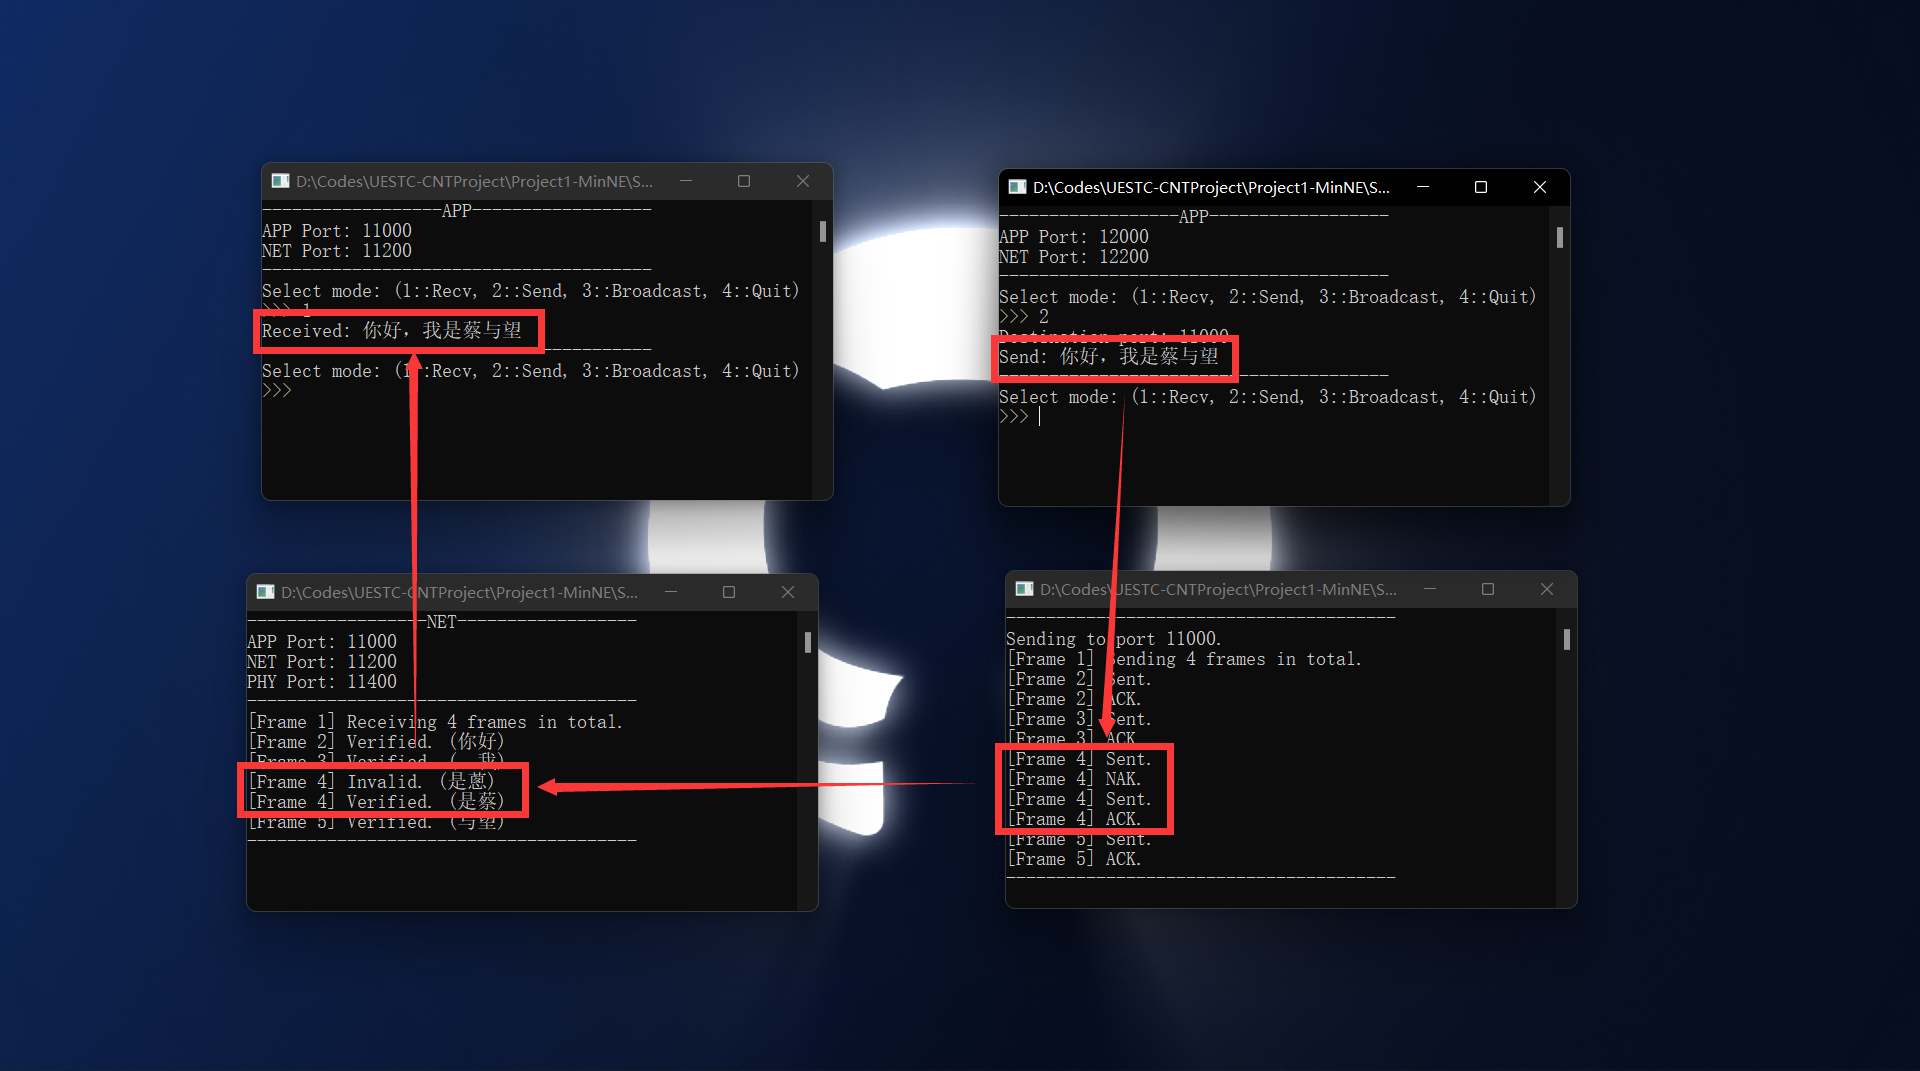 D:\Codes\UESTC-CNTProject\Project1-MinNE\S...
------------------APP------------------
APP Port: 11000
NET Port: 11200
---------------------------------------
Select mode: (1::Recv, 2::Send, 3::Broadcast, 4::Quit)
>>> 1
Received: 你好，我是蔡与望
---------------------------------------
Select mode: (1::Recv, 2::Send, 3::Broadcast, 4::Quit)
>>>
D:\Codes\UESTC-CNTProject\Project1-MinNE\S...
------------------APP------------------
APP Port: 12000
NET Port: 12200
---------------------------------------
Select mode: (1::Recv, 2::Send, 3::Broadcast, 4::Quit)
>>> 2
Destination port: 11000
Send: 你好，我是蔡与望
---------------------------------------
Select mode: (1::Recv, 2::Send, 3::Broadcast, 4::Quit)
>>>
D:\Codes\UESTC-CNTProject\Project1-MinNE\S...
------------------NET------------------
APP Port: 11000
NET Port: 11200
PHY Port: 11400
---------------------------------------
[Frame 1] Receiving 4 frames in total.
[Frame 2] Verified. (你好)
[Frame 3] Verified. (，我)
[Frame 4] Invalid. (是蔥)
[Frame 4] Verified. (是蔡)
[Frame 5] Verified. (与望)
---------------------------------------
D:\Codes\UESTC-CNTProject\Project1-MinNE\S...
---------------------------------------
Sending to port 11000.
[Frame 1] Sending 4 frames in total.
[Frame 2] Sent.
[Frame 2] ACK.
[Frame 3] Sent.
[Frame 3] ACK.
[Frame 4] Sent.
[Frame 4] NAK.
[Frame 4] Sent.
[Frame 4] ACK.
[Frame 5] Sent.
[Frame 5] ACK.
---------------------------------------